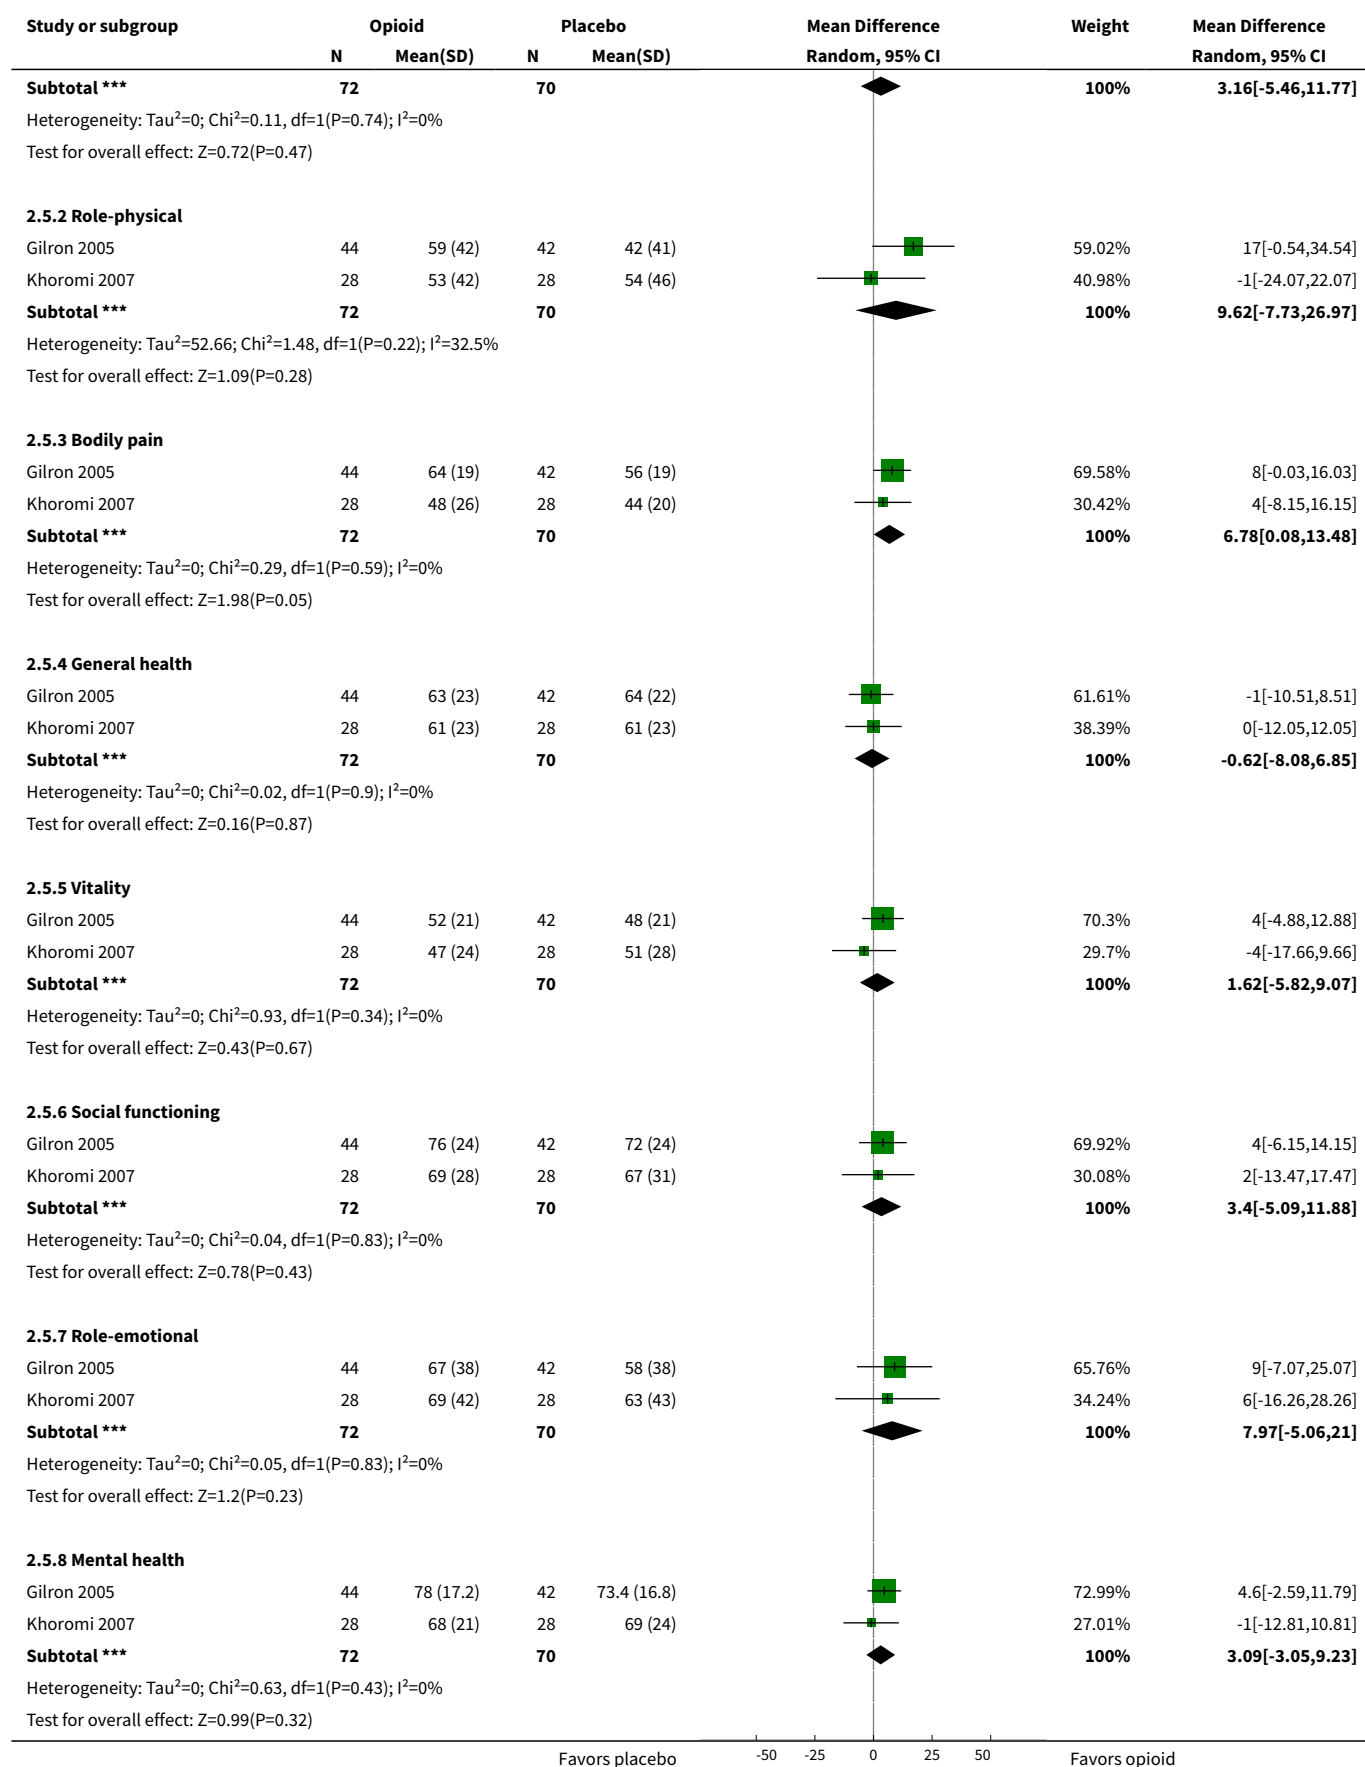 Study or subgroup Opioid Placebo Mean Difference Weight Mean Difference
N Mean(SD) N Mean(SD) Random, 95% CI Random, 95% CI
Subtotal *** 72 70 100% 3.16[-5.46,11.77]
Heterogeneity: Tau²=0; Chi²=0.11, df=1(P=0.74); I²=0%
Test for overall effect: Z=0.72(P=0.47)
2.5.2 Role-physical
Gilron 2005 44 59 (42) 42 42 (41) 59.02% 17[-0.54,34.54]
Khoromi 2007 28 53 (42) 28 54 (46) 40.98% -1[-24.07,22.07]
Subtotal *** 72 70 100% 9.62[-7.73,26.97]
Heterogeneity: Tau²=52.66; Chi²=1.48, df=1(P=0.22); I²=32.5%
Test for overall effect: Z=1.09(P=0.28)
2.5.3 Bodily pain
Gilron 2005 44 64 (19) 42 56 (19) 69.58% 8[-0.03,16.03]
Khoromi 2007 28 48 (26) 28 44 (20) 30.42% 4[-8.15,16.15]
Subtotal *** 72 70 100% 6.78[0.08,13.48]
Heterogeneity: Tau²=0; Chi²=0.29, df=1(P=0.59); I²=0%
Test for overall effect: Z=1.98(P=0.05)
2.5.4 General health
Gilron 2005 44 63 (23) 42 64 (22) 61.61% -1[-10.51,8.51]
Khoromi 2007 28 61 (23) 28 61 (23) 38.39% 0[-12.05,12.05]
Subtotal *** 72 70 100% -0.62[-8.08,6.85]
Heterogeneity: Tau²=0; Chi²=0.02, df=1(P=0.9); I²=0%
Test for overall effect: Z=0.16(P=0.87)
2.5.5 Vitality
Gilron 2005 44 52 (21) 42 48 (21) 70.3% 4[-4.88,12.88]
Khoromi 2007 28 47 (24) 28 51 (28) 29.7% -4[-17.66,9.66]
Subtotal *** 72 70 100% 1.62[-5.82,9.07]
Heterogeneity: Tau²=0; Chi²=0.93, df=1(P=0.34); I²=0%
Test for overall effect: Z=0.43(P=0.67)
2.5.6 Social functioning
Gilron 2005 44 76 (24) 42 72 (24) 69.92% 4[-6.15,14.15]
Khoromi 2007 28 69 (28) 28 67 (31) 30.08% 2[-13.47,17.47]
Subtotal *** 72 70 100% 3.4[-5.09,11.88]
Heterogeneity: Tau²=0; Chi²=0.04, df=1(P=0.83); I²=0%
Test for overall effect: Z=0.78(P=0.43)
2.5.7 Role-emotional
Gilron 2005 44 67 (38) 42 58 (38) 65.76% 9[-7.07,25.07]
Khoromi 2007 28 69 (42) 28 63 (43) 34.24% 6[-16.26,28.26]
Subtotal *** 72 70 100% 7.97[-5.06,21]
Heterogeneity: Tau²=0; Chi²=0.05, df=1(P=0.83); I²=0%
Test for overall effect: Z=1.2(P=0.23)
2.5.8 Mental health
Gilron 2005 44 78 (17.2) 42 73.4 (16.8) 72.99% 4.6[-2.59,11.79]
Khoromi 2007 28 68 (21) 28 69 (24) 27.01% -1[-12.81,10.81]
Subtotal *** 72 70 100% 3.09[-3.05,9.23]
Heterogeneity: Tau²=0; Chi²=0.63, df=1(P=0.43); I²=0%
Test for overall effect: Z=0.99(P=0.32)
Favors placebo -50 -25 0 25 50 Favors opioid